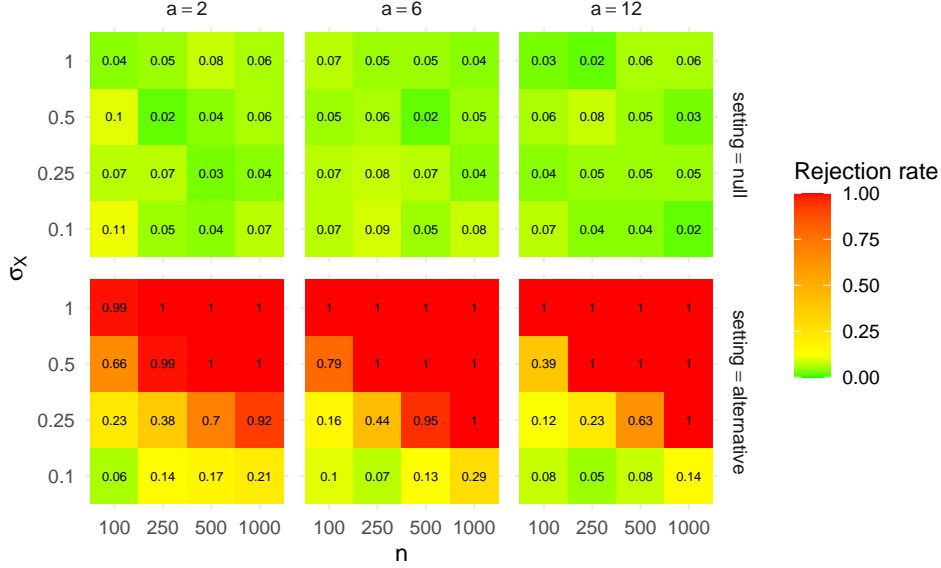 a = 2 a = 6 a = 12
1 0.04 0.05 0.08 0.06 0.07 0.05 0.05 0.04 0.03 0.02 0.06 0.06
0.5 0.1 0.02 0.04 0.06 0.05 0.06 0.02 0.05 0.06 0.08 0.05 0.03
0.25 0.07 0.07 0.03 0.04 0.07 0.08 0.07 0.04 0.04 0.05 0.05 0.05
0.1 0.11 0.05 0.04 0.07 0.07 0.09 0.05 0.08 0.07 0.04 0.04 0.02
setting = null
σX
1 0.99 1 1 1 1 1 1 1 1 1 1 1
0.5 0.66 0.99 1 1 0.79 1 1 1 0.39 1 1 1
0.25 0.23 0.38 0.7 0.92 0.16 0.44 0.95 1 0.12 0.23 0.63 1
0.1 0.06 0.14 0.17 0.21 0.1 0.07 0.13 0.29 0.08 0.05 0.08 0.14
setting = alternative
100 250 500 1000 100 250 500 1000 100 250 500 1000
n
Rejection rate
1.00
0.75
0.50
0.25
0.00